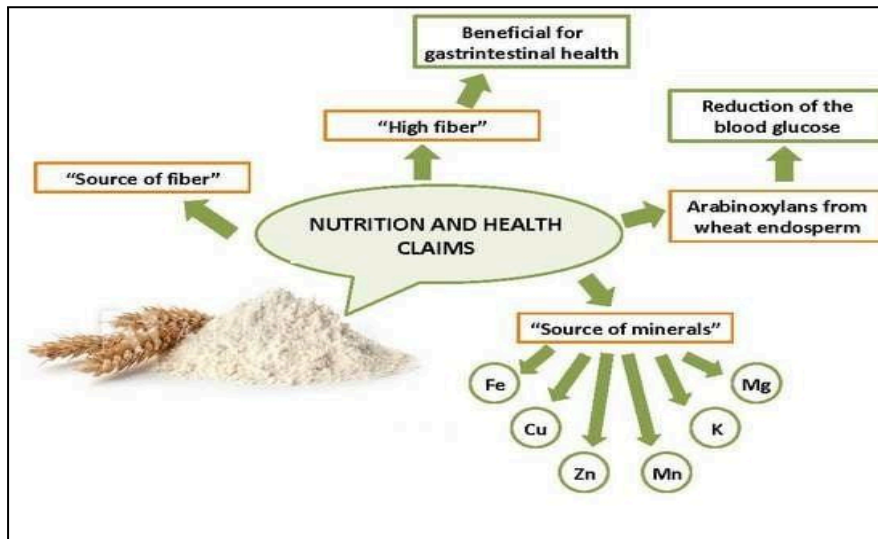 Beneficial for
gastrintestinal health
"High fiber"
Reduction of the
blood glucose
"Source of fiber"
Arabinoxylans from
wheat endosperm
NUTRITION AND HEALTH
CLAIMS
"Source of minerals"
Fe
Mg
Cu
K
Zn
Mn